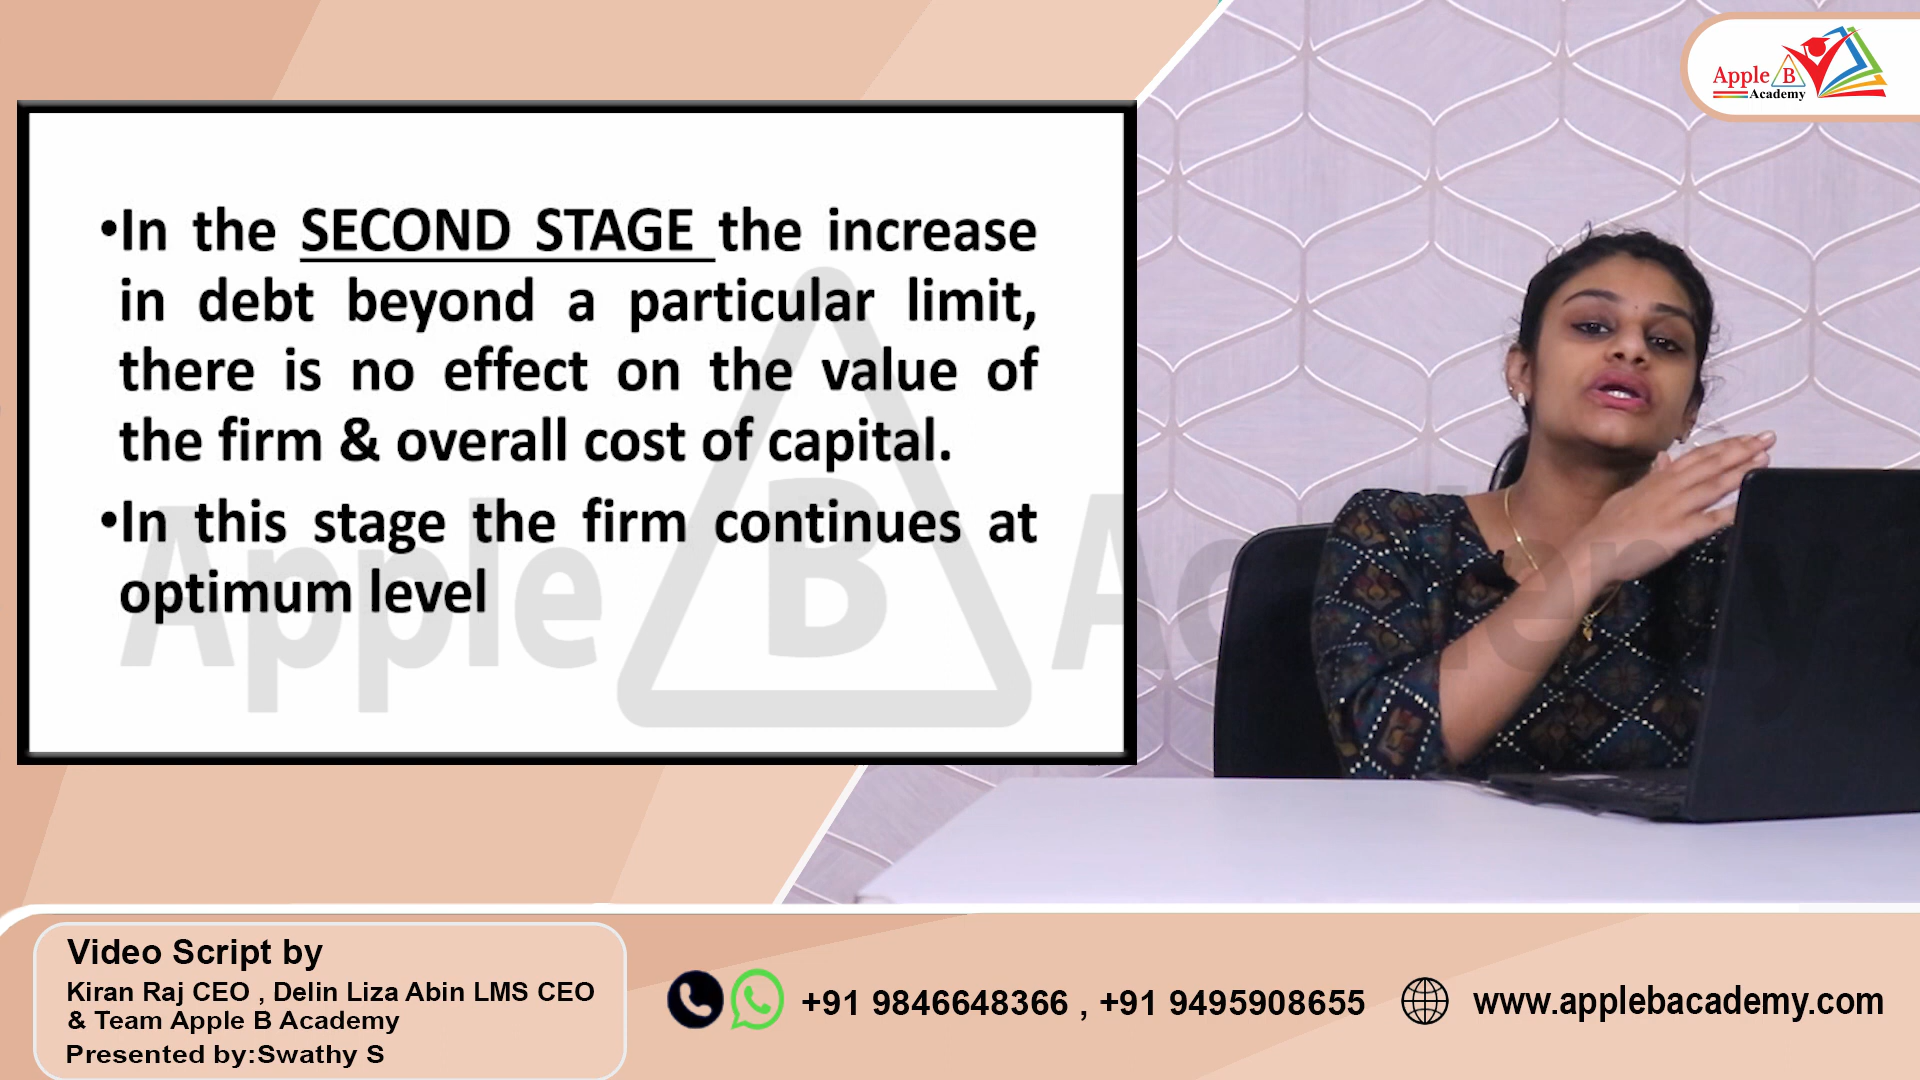 Apple B
Academy
•In the SECOND STAGE the increase
in debt beyond a particular limit,
there is no effect on the value of
the firm & overall cost of capital.
•In this stage the firm continues at
optimum level
Apple B Academy
Video Script by
Kiran Raj CEO , Delin Liza Abin LMS CEO
& Team Apple B Academy
Presented by:Swathy S
+91 9846648366 , +91 9495908655
www.applebacademy.com